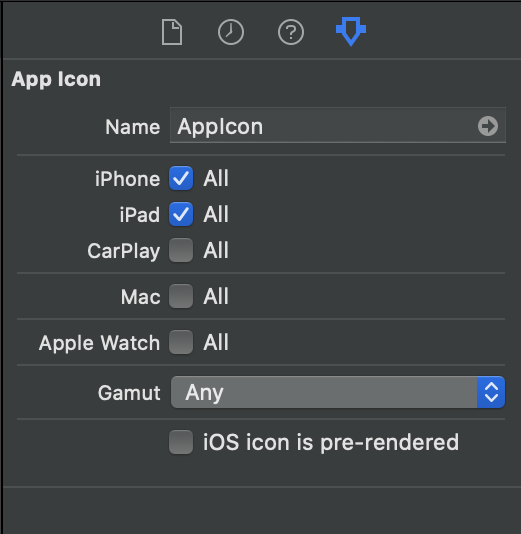 App Icon
Name AppIcon
iPhone All
iPad All
CarPlay All
Mac All
Apple Watch All
Gamut Any
iOS icon is pre-rendered